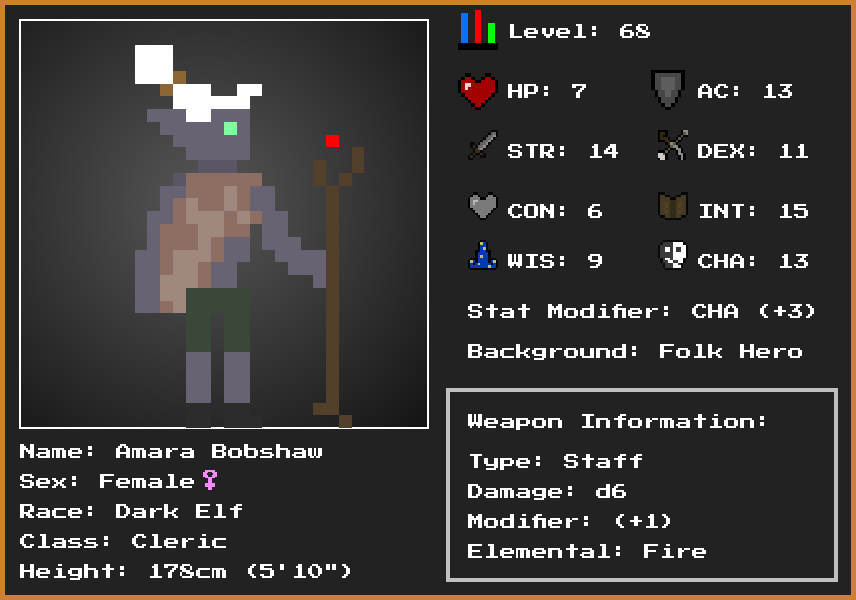 Level: 68
HP: 7
AC: 13
STR: 14
DEX: 11
CON: 6
INT: 15
WIS: 9
CHA: 13
Stat Modifier: CHA (+3)
Background: Folk Hero
Weapon Information:
Type: Staff
Damage: d6
Modifier: (+1)
Elemental: Fire
Name: Amara Bobshaw
Sex: Female♀
Race: Dark Elf
Class: Cleric
Height: 178cm (5'10")